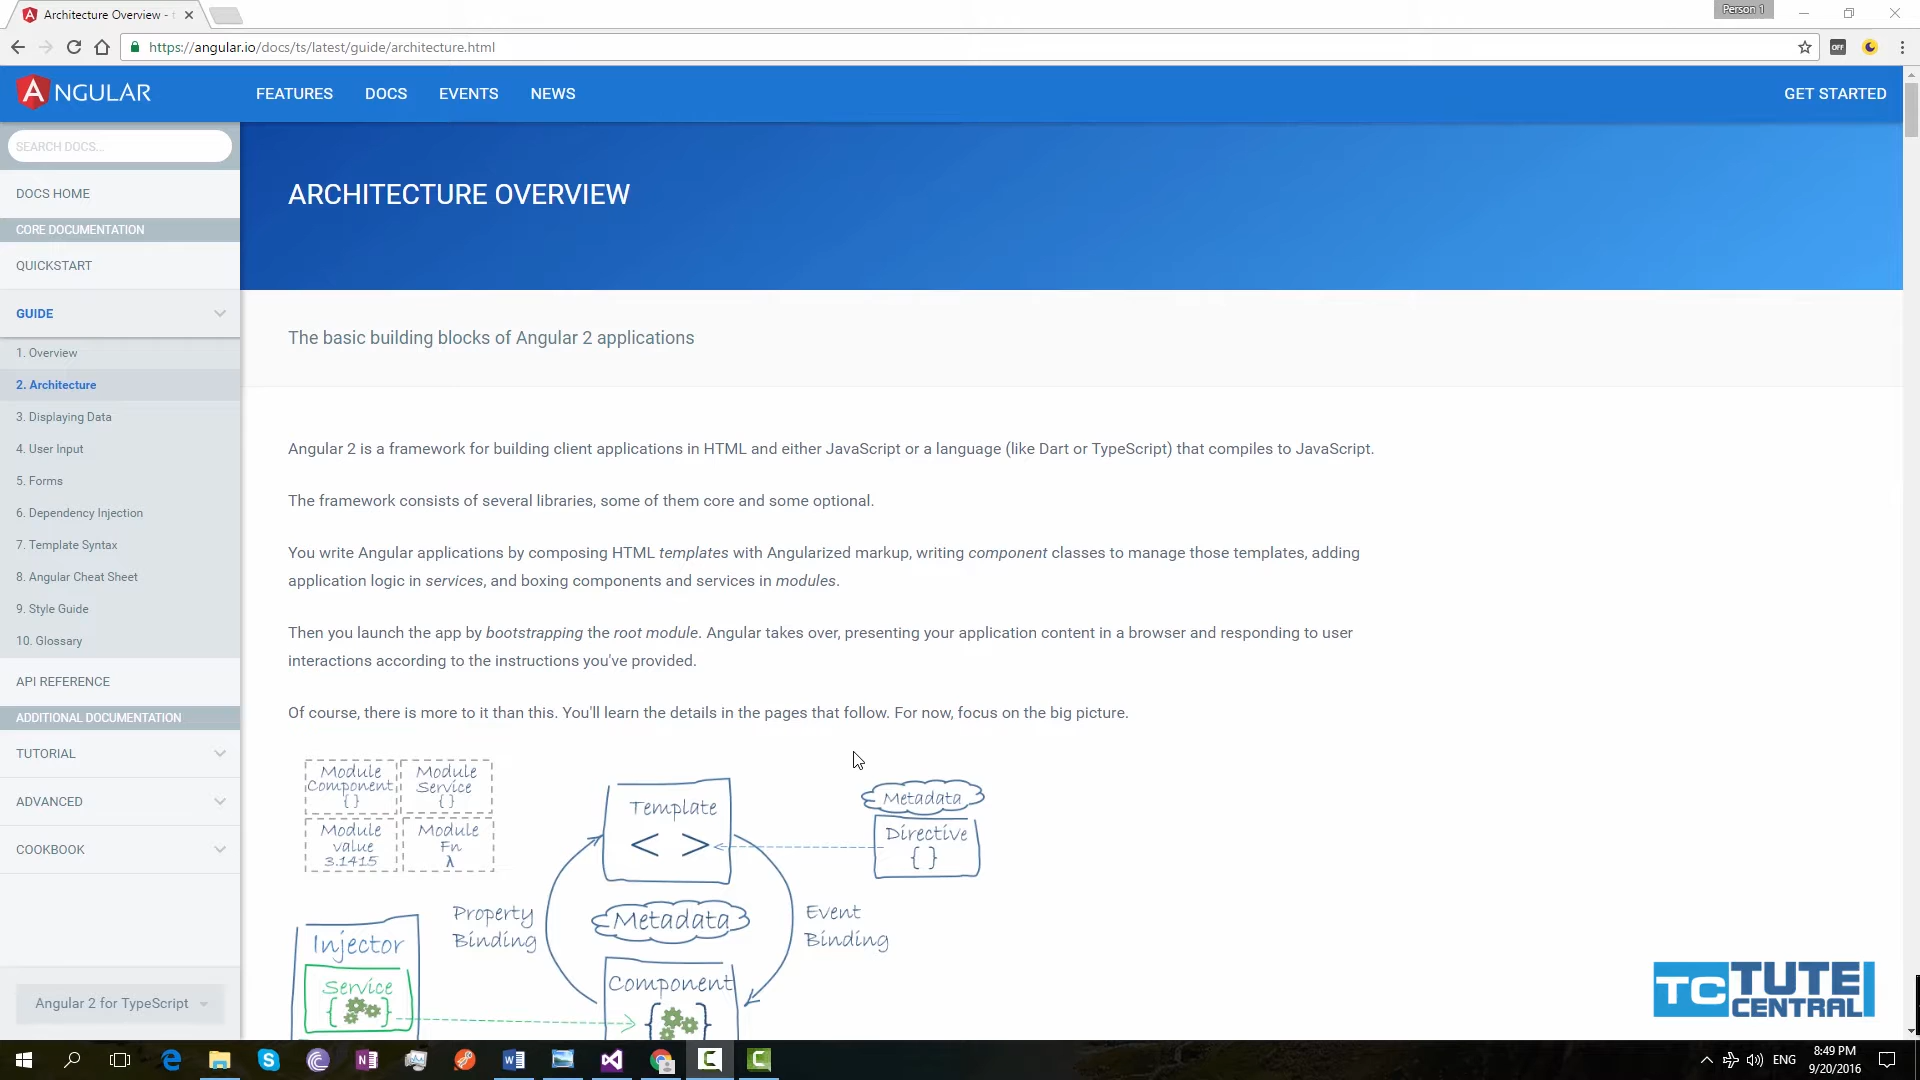 Architecture Overview - t
Person 1
https://angular.io/docs/ts/latest/guide/architecture.html
OFF
ANGULAR
FEATURES
DOCS
EVENTS
NEWS
GET STARTED
SEARCH DOCS...
DOCS HOME
CORE DOCUMENTATION
QUICKSTART
GUIDE
1. Overview
2. Architecture
3. Displaying Data
4. User Input
5. Forms
6. Dependency Injection
7. Template Syntax
8. Angular Cheat Sheet
9. Style Guide
10. Glossary
API REFERENCE
ADDITIONAL DOCUMENTATION
TUTORIAL
ADVANCED
COOKBOOK
Angular 2 for TypeScript
ARCHITECTURE OVERVIEW
The basic building blocks of Angular 2 applications
Angular 2 is a framework for building client applications in HTML and either JavaScript or a language (like Dart or TypeScript) that compiles to JavaScript.
The framework consists of several libraries, some of them core and some optional.
You write Angular applications by composing HTML templates with Angularized markup, writing component classes to manage those templates, adding
application logic in services, and boxing components and services in modules.
Then you launch the app by bootstrapping the root module. Angular takes over, presenting your application content in a browser and responding to user
interactions according to the instructions you've provided.
Of course, there is more to it than this. You'll learn the details in the pages that follow. For now, focus on the big picture.
Module
Component
{ }
Module
Service
{ }
Module
value
3.1415
Module
Fn
λ
Template
< >
Metadata
Directive
{ }
Property
Binding
Metadata
Event
Binding
Injector
Service
{ }
Component
{ }
TC TUTE
CENTRAL
ENG
8:49 PM
9/20/2016